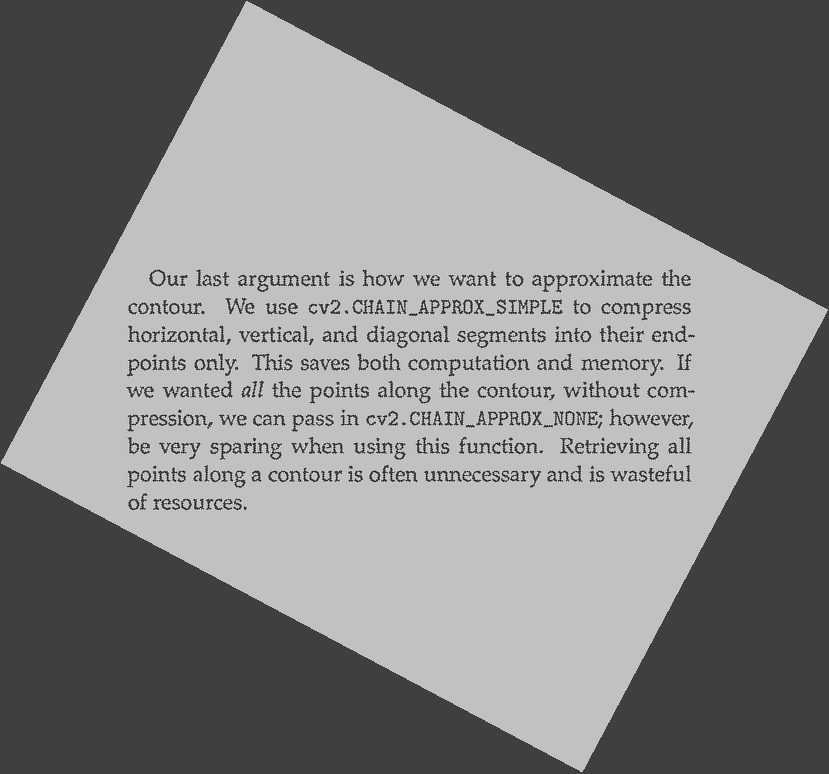 Our last argument is how we want to approximate the
contour. We use cv2.CHAIN_APPROX_SIMPLE to compress
horizontal, vertical, and diagonal segments into their end-
points only. This saves both computation and memory. If
we wanted all the points along the contour, without com-
pression, we can pass in cv2.CHAIN_APPROX_NONE; however,
be very sparing when using this function. Retrieving all
points along a contour is often unnecessary and is wasteful
of resources.